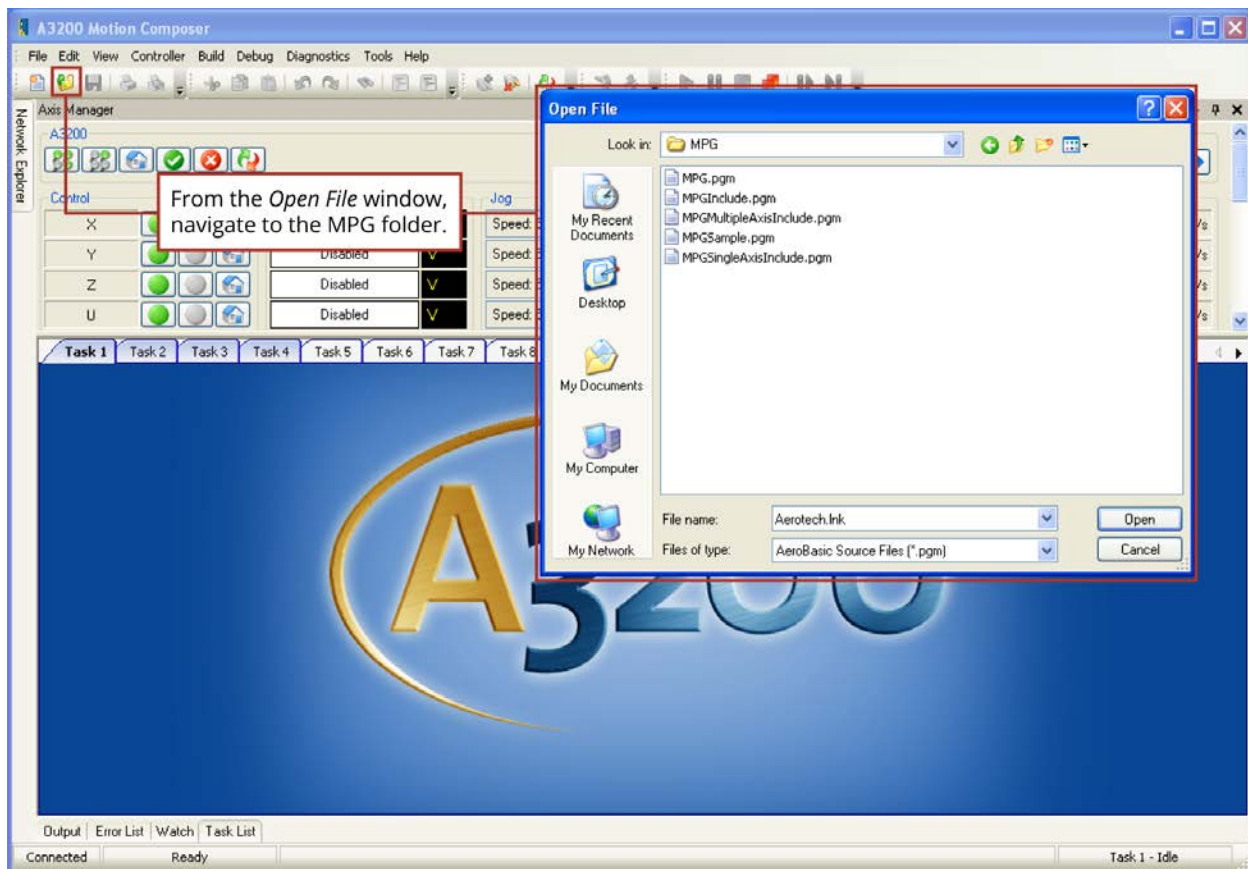 A3200 Motion Composer
File Edit View Controller Build Debug Diagnostics Tools Help
Network Explorer
Axis Manager
A3200
Control
Jog
From the Open File window,
navigate to the MPG folder.
X
Speed:
/s
Y
Disabled
V
Speed:
/s
Z
Disabled
V
Speed:
/s
U
Disabled
V
Speed:
/s
Task 1 Task 2 Task 3 Task 4 Task 5 Task 6 Task 7 Task 8
Open File
Look in: MPG
My Recent
Documents
Desktop
My Documents
My Computer
My Network
MPG.pgm
MPGInclude.pgm
MPGMultipleAxisInclude.pgm
MPGSample.pgm
MPGSingleAxisInclude.pgm
File name: Aerotech.lnk Open
Files of type: AeroBasic Source Files (*.pgm) Cancel
A3200
Output Error List Watch Task List
Connected Ready Task 1 - Idle